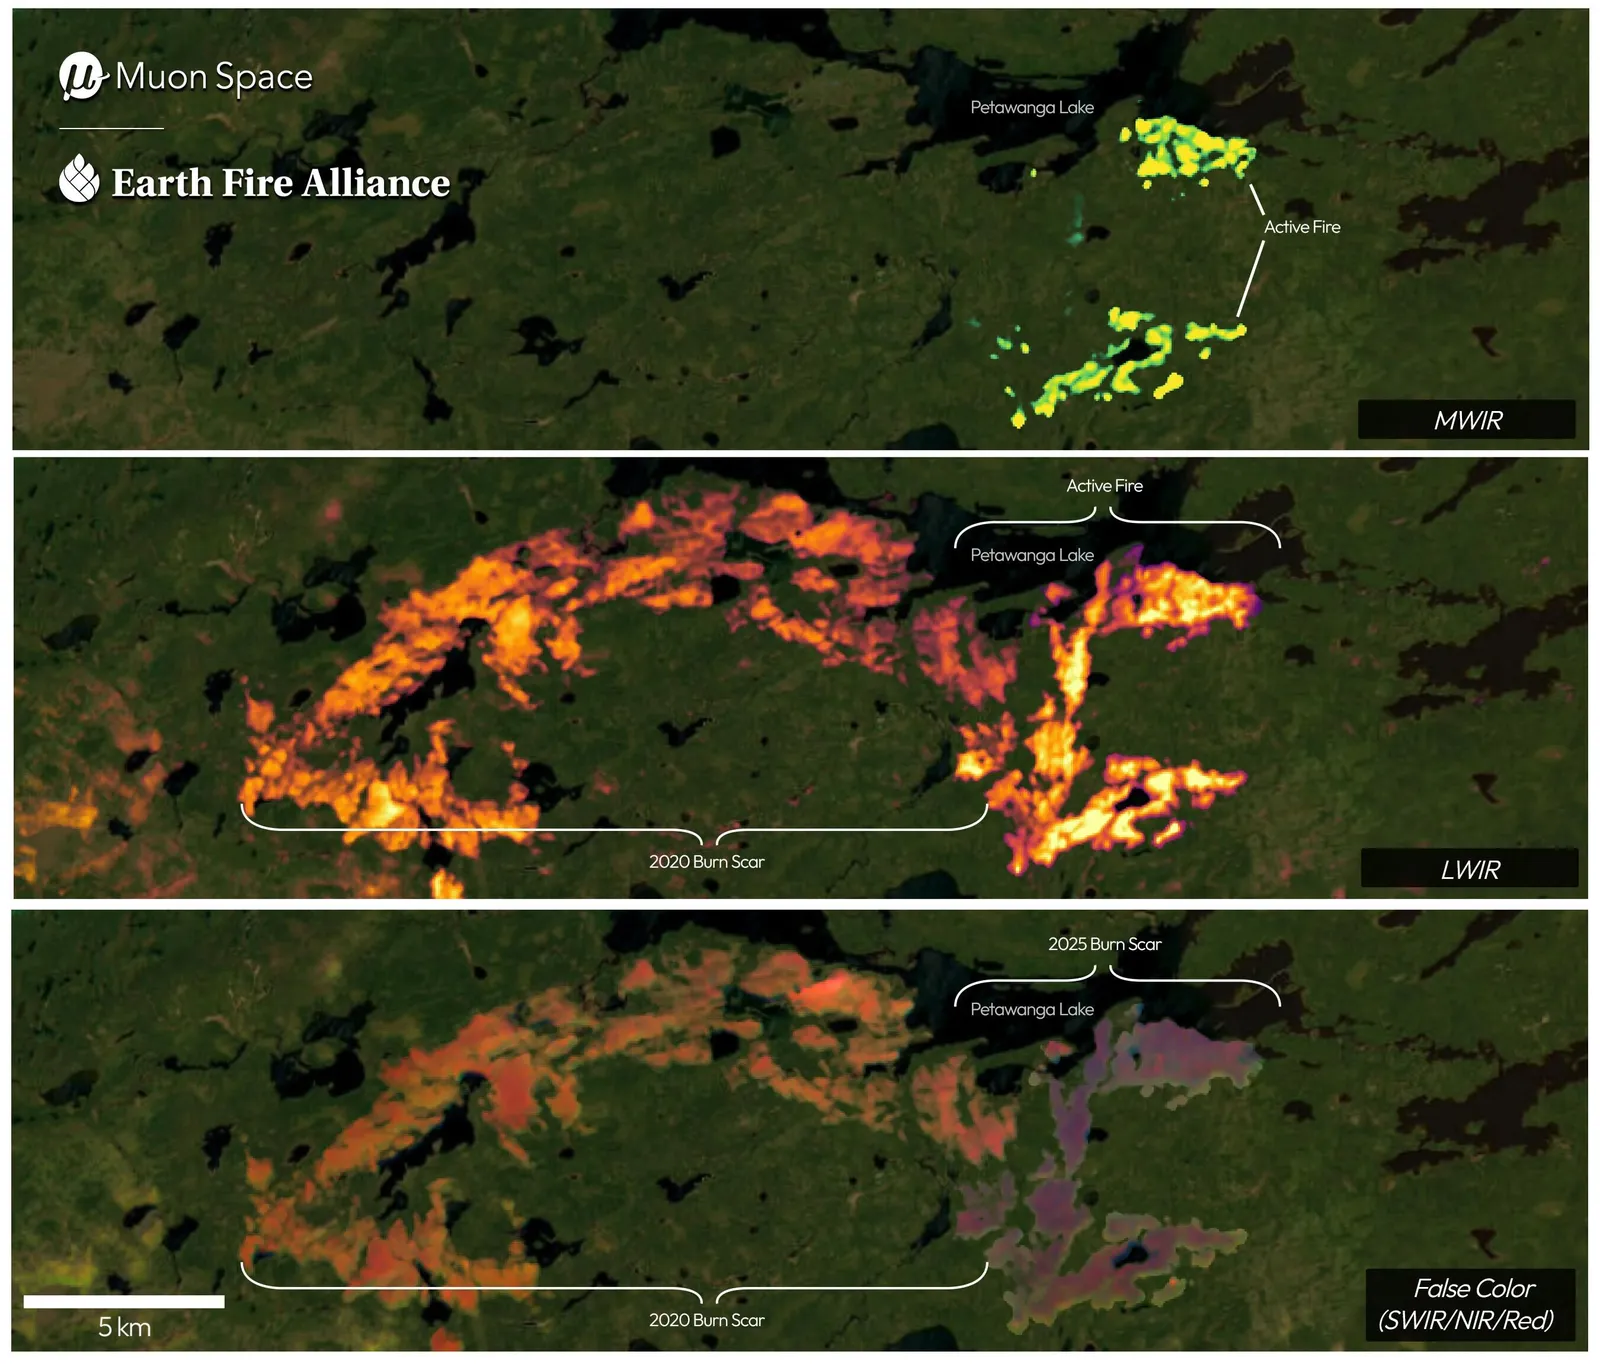 Muon Space
Earth Fire Alliance
Petawanga Lake
Active Fire
MWIR
Active Fire
Petawanga Lake
2020 Burn Scar
LWIR
2025 Burn Scar
Petawanga Lake
2020 Burn Scar
5 km
False Color
(SWIR/NIR/Red)